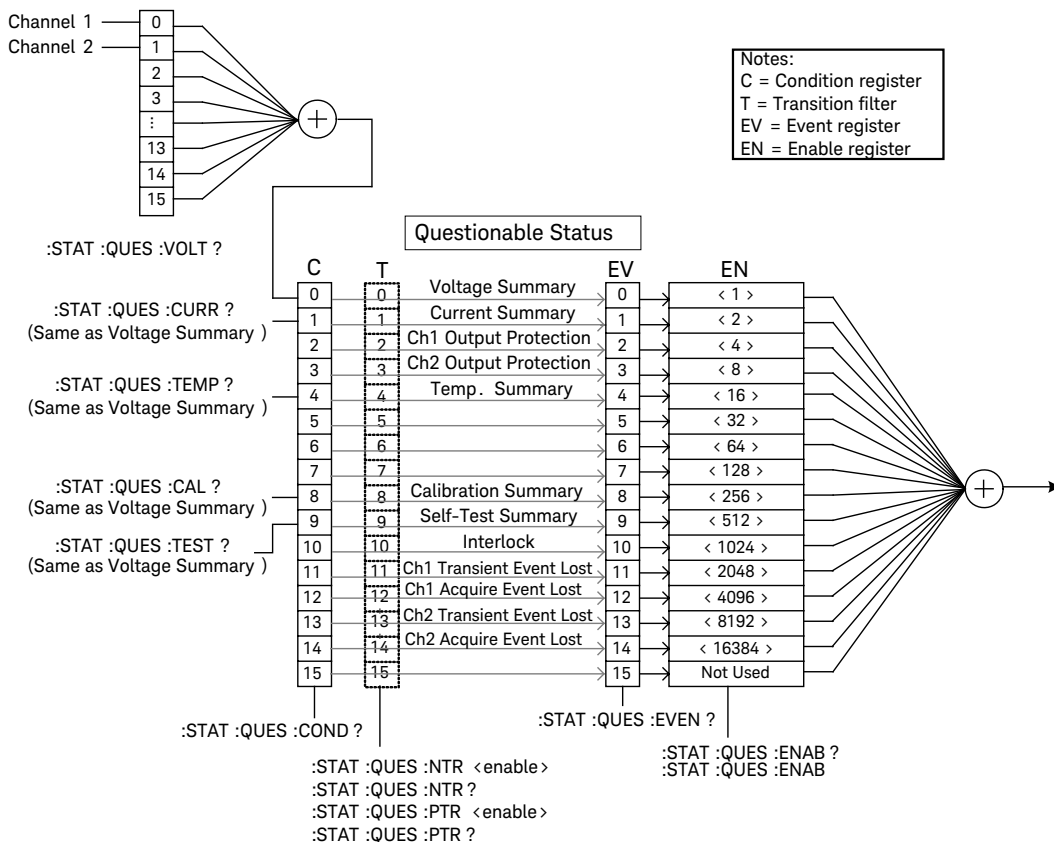 Channel 1
Channel 2
0
1
2
3
⋮
13
14
15
:STAT :QUES :VOLT ?
Notes:
C = Condition register
T = Transition filter
EV = Event register
EN = Enable register
Questionable Status
C T EV EN
:STAT :QUES :CURR ?
(Same as Voltage Summary )
:STAT :QUES :TEMP ?
(Same as Voltage Summary )
:STAT :QUES :CAL ?
(Same as Voltage Summary )
:STAT :QUES :TEST ?
(Same as Voltage Summary )
0 0 Voltage Summary 0 < 1 >
1 1 Current Summary 1 < 2 >
2 2 Ch1 Output Protection 2 < 4 >
3 3 Ch2 Output Protection 3 < 8 >
4 4 Temp. Summary 4 < 16 >
5 5 5 < 32 >
6 6 6 < 64 >
7 7 7 < 128 >
8 8 Calibration Summary 8 < 256 >
9 9 Self-Test Summary 9 < 512 >
10 10 Interlock 10 < 1024 >
11 11 Ch1 Transient Event Lost 11 < 2048 >
12 12 Ch1 Acquire Event Lost 12 < 4096 >
13 13 Ch2 Transient Event Lost 13 < 8192 >
14 14 Ch2 Acquire Event Lost 14 < 16384 >
15 15 15 Not Used
:STAT :QUES :COND ?
:STAT :QUES :NTR <enable>
:STAT :QUES :NTR ?
:STAT :QUES :PTR <enable>
:STAT :QUES :PTR ?
:STAT :QUES :EVEN ?
:STAT :QUES :ENAB ?
:STAT :QUES :ENAB